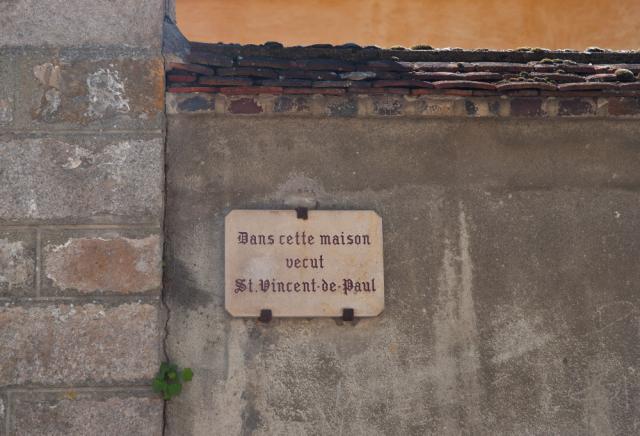 Dans cette maison
vecut
St. Vincent-de-Paul